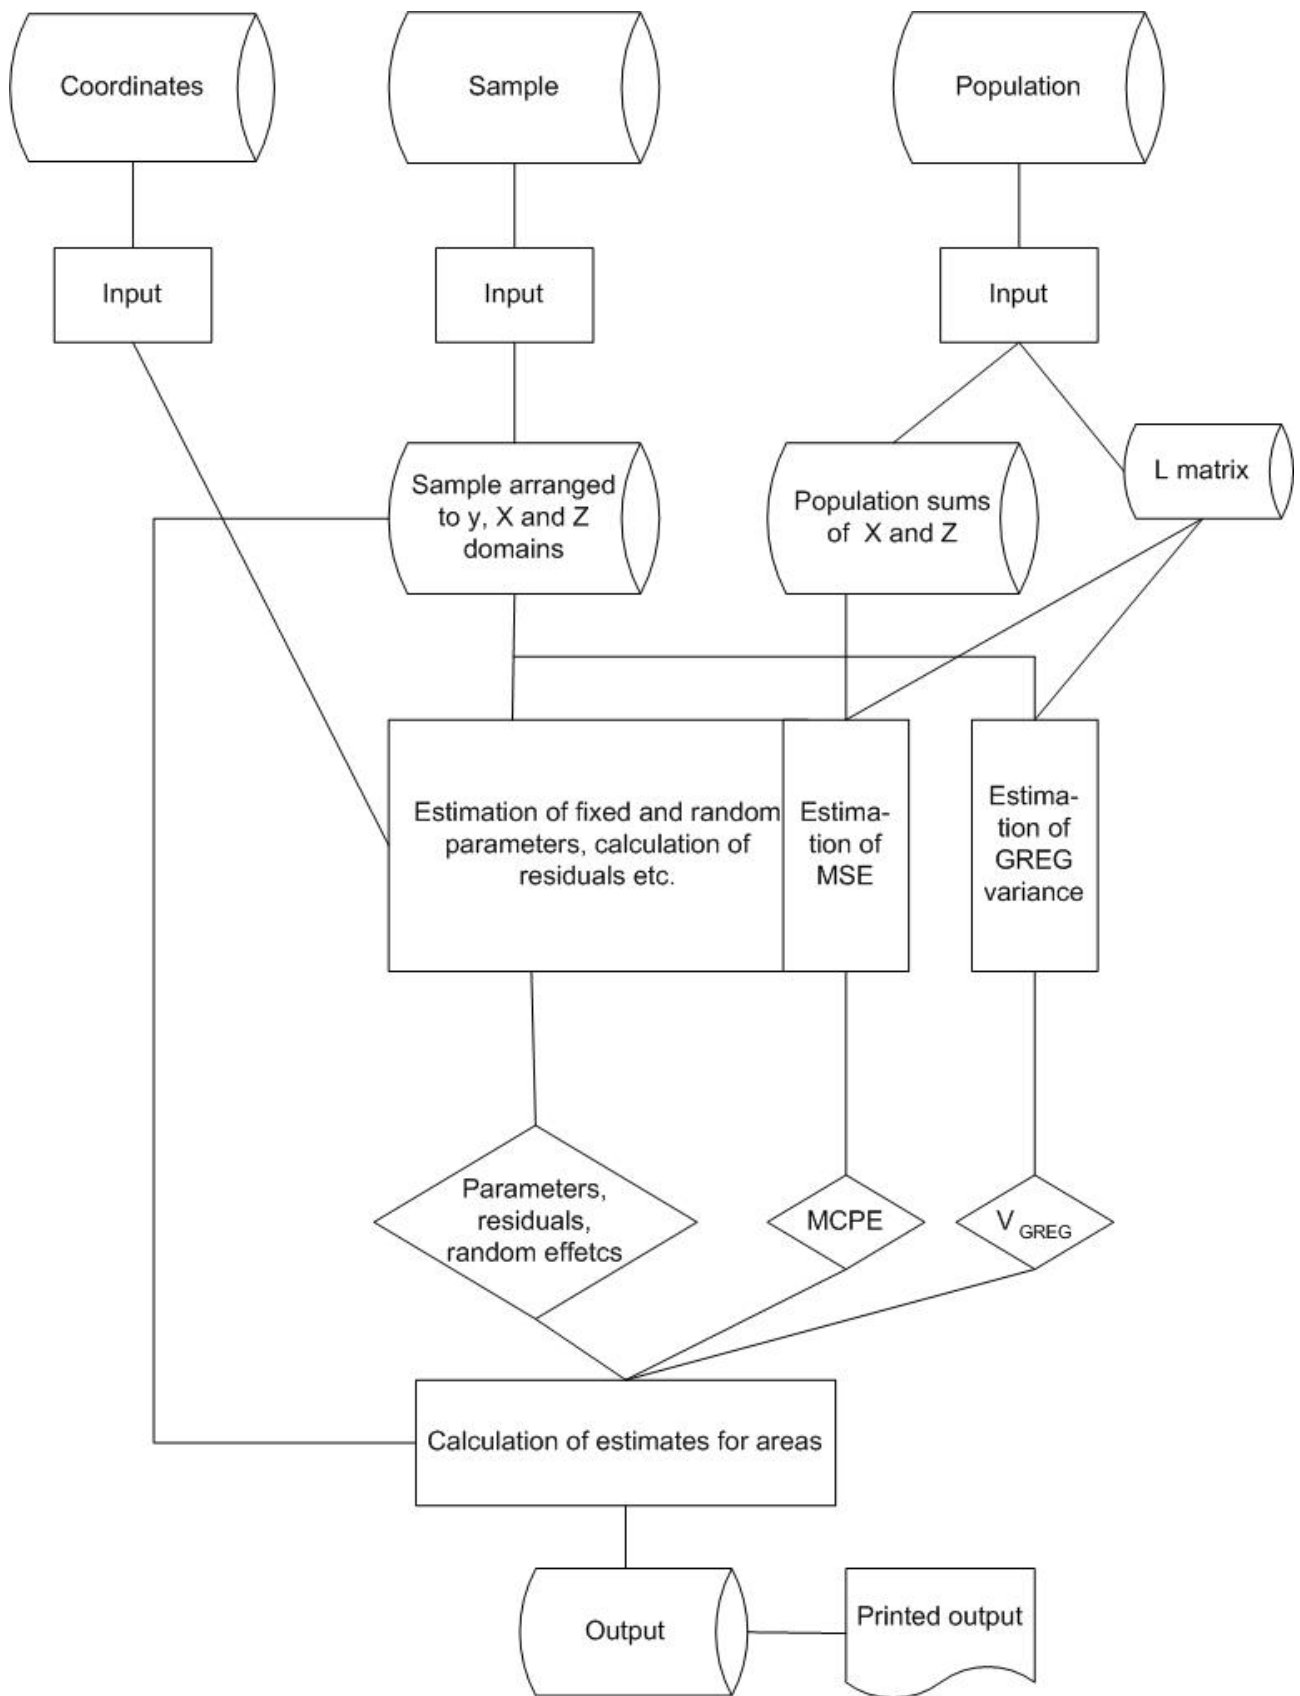 Coordinates
Sample
Population
Input
Input
Input
Sample arranged
to y, X and Z
domains
Population sums
of X and Z
L matrix
Estimation of fixed and random
parameters, calculation of
residuals etc.
Estima-
tion of
MSE
Estima-
tion of
GREG
variance
Parameters,
residuals,
random effetcs
MCPE
V GREG
Calculation of estimates for areas
Output
Printed output